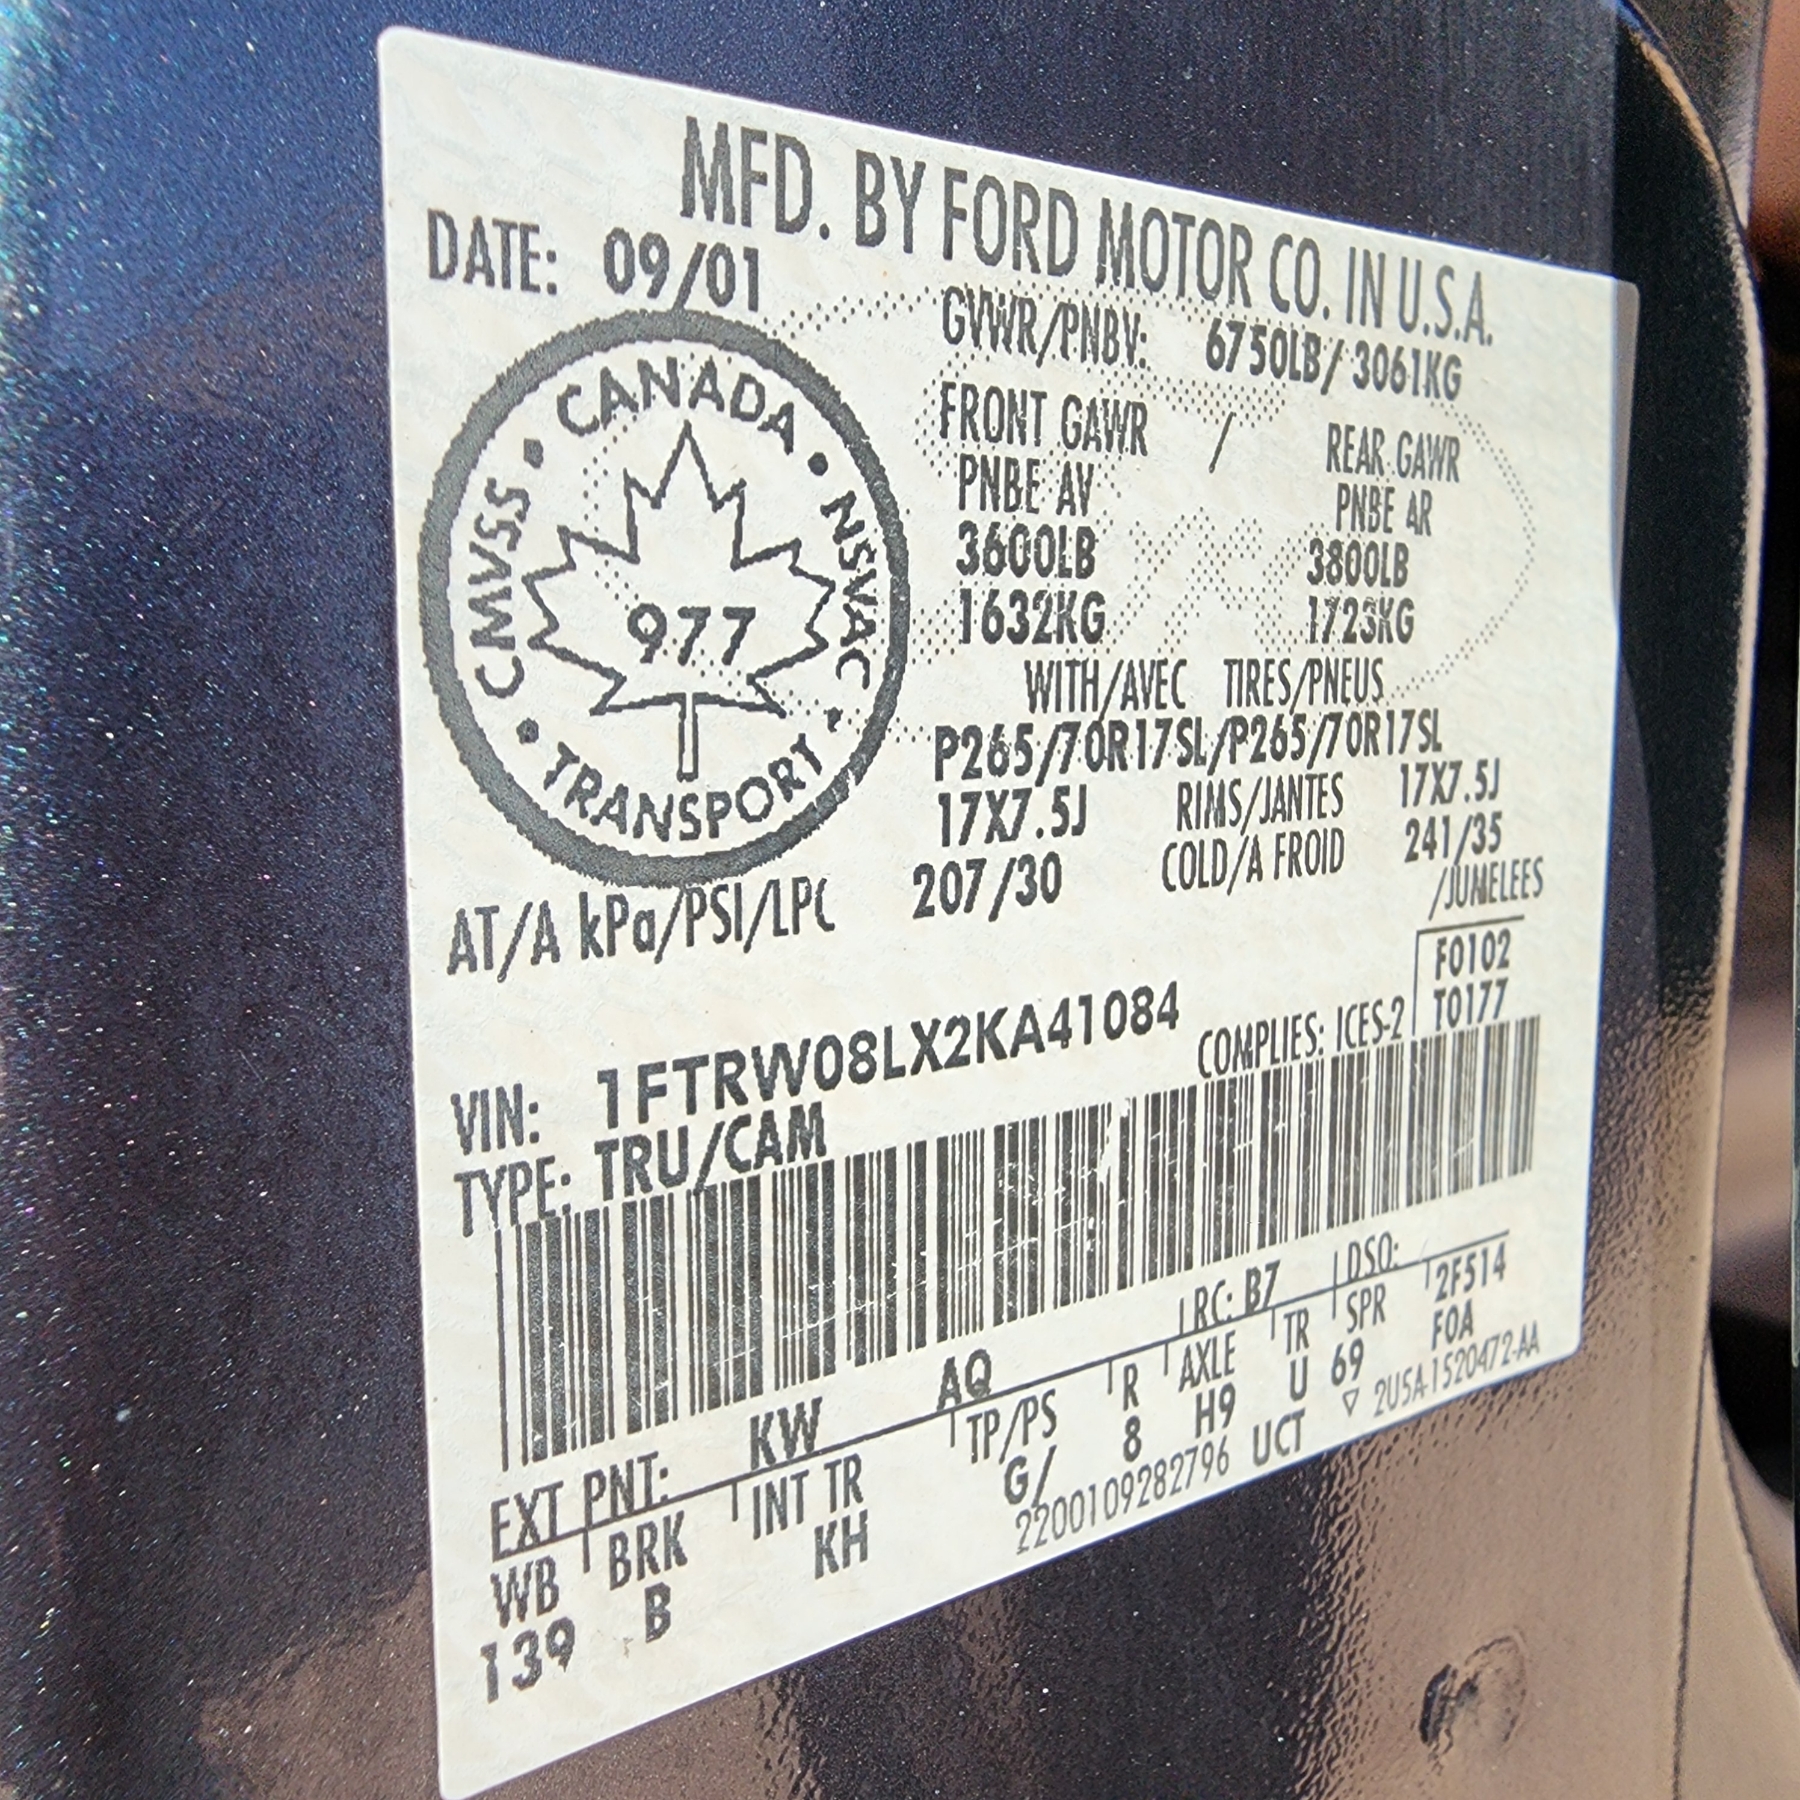 MFD. BY FORD MOTOR CO. IN U.S.A.
DATE: 09/01
GVWR/PNBV: 6750LB/ 3061KG
FRONT GAWR / REAR GAWR
PNBE AV PNBE AR
3600LB 3800LB
1632KG 1723KG
CANADA • NSVAC • TRANSPORT • CMVSS •
977
WITH/AVEC TIRES/PNEUS
P265/70R17SL/P265/70R17SL
17X7.5J RIMS/JANTES 17X7.5J
AT/A kPa/PSI/LPC 207/30 COLD/A FROID 241/35
/JUMELEES
F0102
T0177
VIN: 1FTRW08LX2KA41084 COMPLIES: ICES-2
TYPE: TRU/CAM
EXT PNT: KW AQ RC: B7 DSO:
WB BRK INT TR TP/PS R AXLE TR SPR 2F514
139 B KH G/ 8 H9 U 69 FOA
2200109282796 UCT ▽ 2U5A-1520472-AA